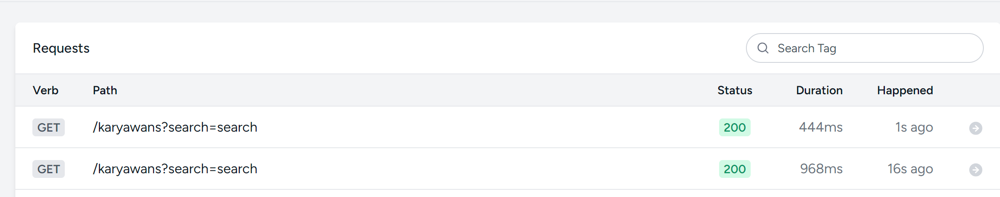 Requests
Search Tag
Verb Path Status Duration Happened
GET /karyawans?search=search 200 444ms 1s ago
GET /karyawans?search=search 200 968ms 16s ago